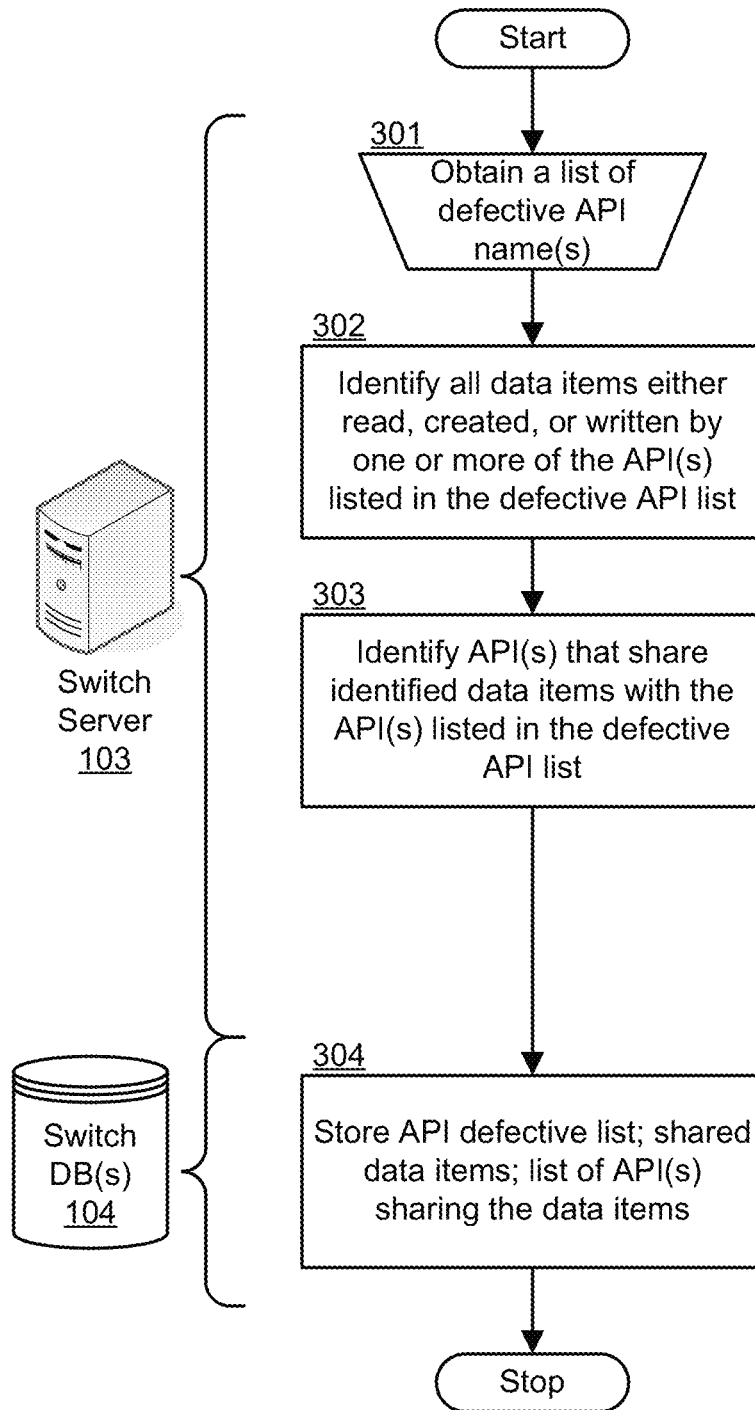 Start
301
Obtain a list of
defective API
name(s)
302
Identify all data items either
read, created, or written by
one or more of the API(s)
listed in the defective API list
303
Identify API(s) that share
identified data items with the
API(s) listed in the defective
API list
Switch
Server
103
304
Store API defective list; shared
data items; list of API(s)
sharing the data items
Switch
DB(s)
104
Stop